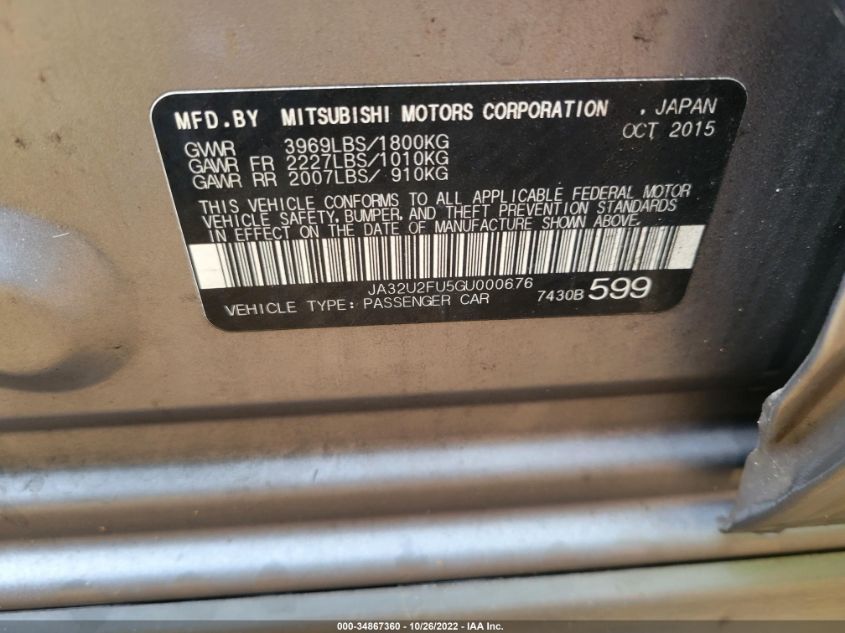 MFD.BY MITSUBISHI MOTORS CORPORATION , JAPAN
OCT 2015
GVWR 3969LBS/1800KG
GAWR FR 2227LBS/1010KG
GAWR RR 2007LBS/ 910KG
THIS VEHICLE CONFORMS TO ALL APPLICABLE FEDERAL MOTOR
VEHICLE SAFETY, BUMPER, AND THEFT PREVENTION STANDARDS
IN EFFECT ON THE DATE OF MANUFACTURE SHOWN ABOVE.
JA32U2FU5GU000676
VEHICLE TYPE: PASSENGER CAR 7430B 599
000-34867360 - 10/26/2022 - IAA Inc.